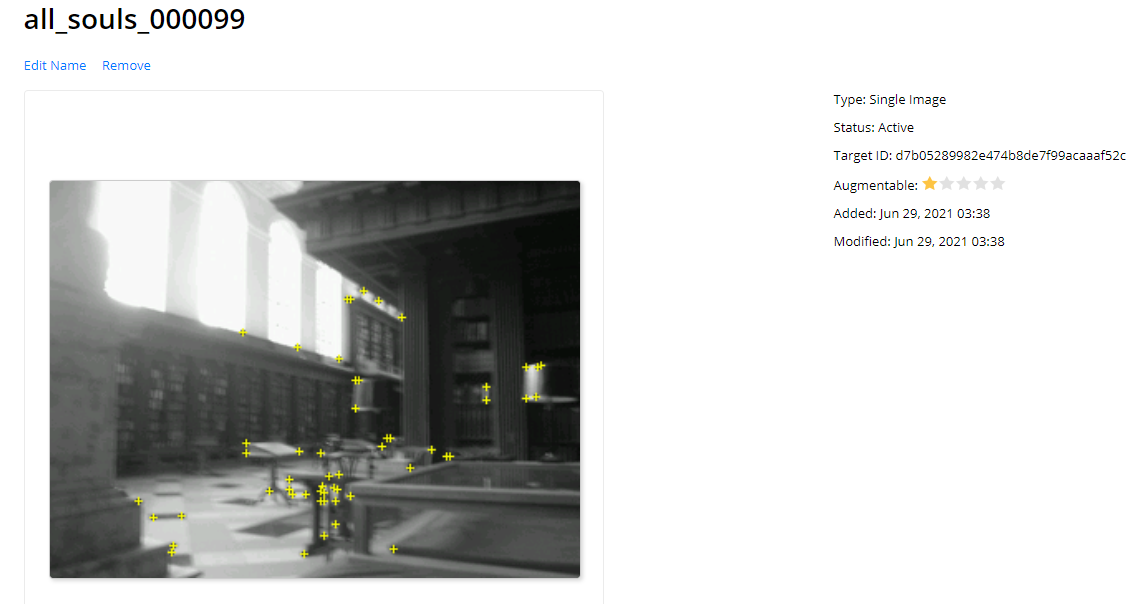 all_souls_000099
Edit Name Remove
Type: Single Image
Status: Active
Target ID: d7b05289982e474b8de7f99acaaaf52c
Augmentable:
Added: Jun 29, 2021 03:38
Modified: Jun 29, 2021 03:38